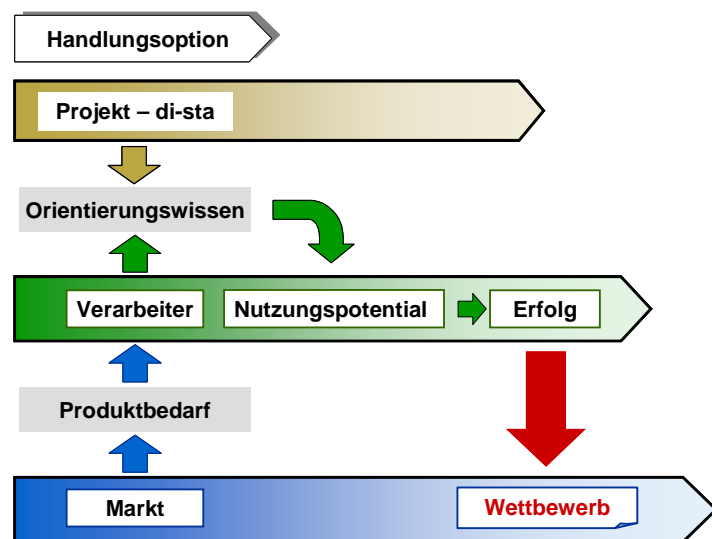 Handlungsoption
Projekt – di-sta
Orientierungswissen
Verarbeiter
Nutzungspotential
Erfolg
Produktbedarf
Markt
Wettbewerb